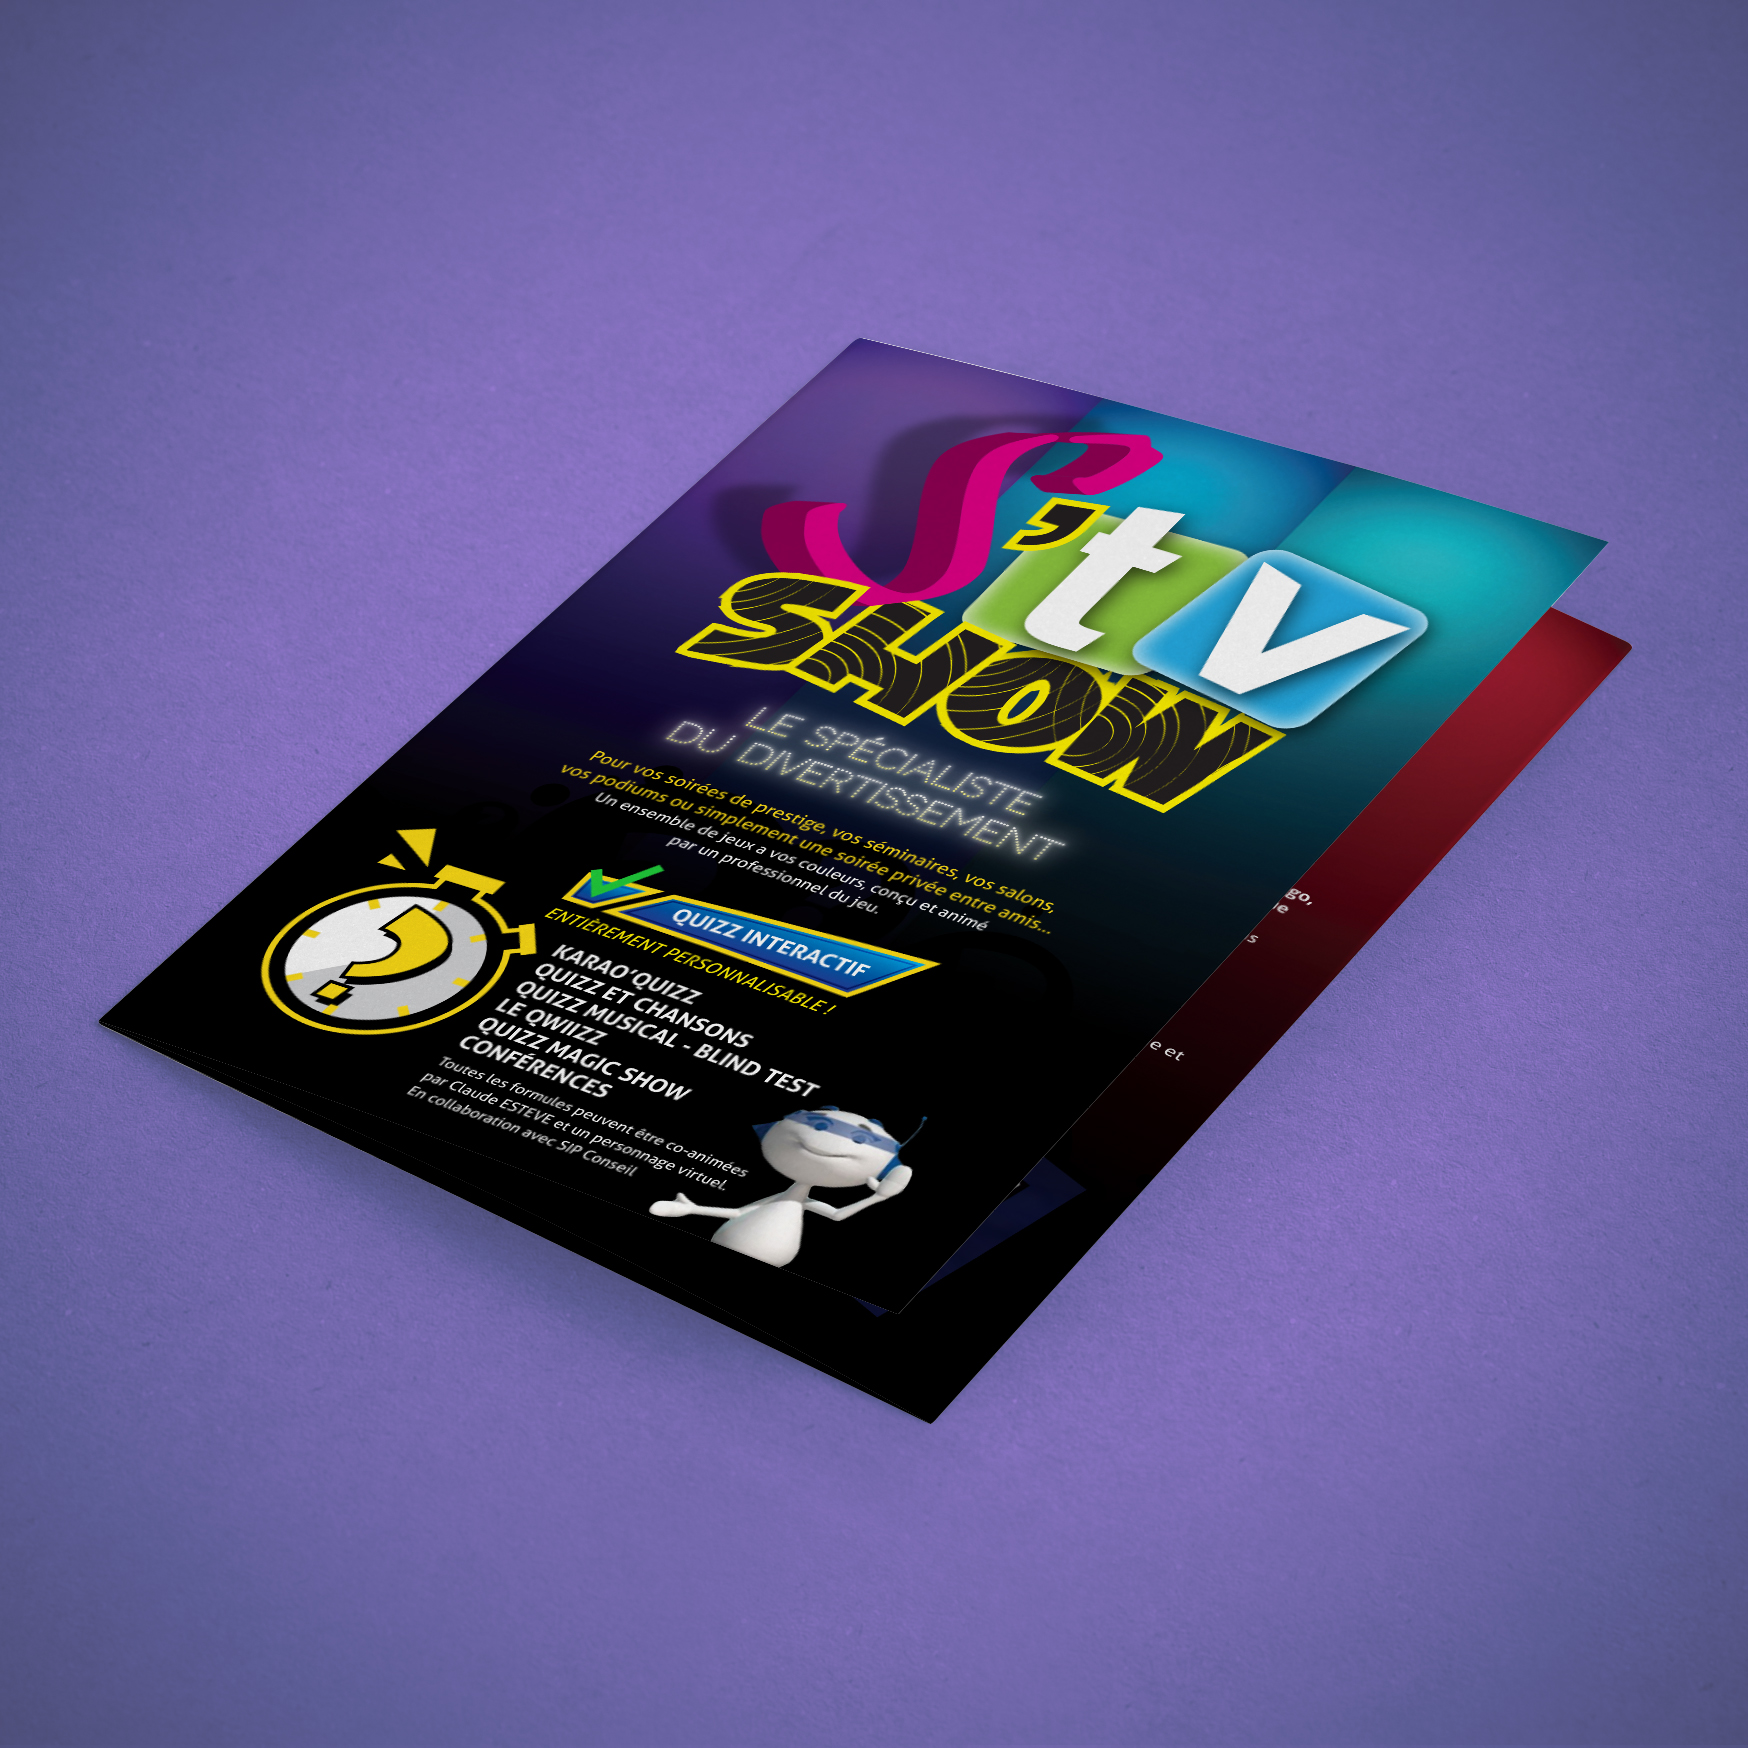 S'tv
SHOW
LE SPÉCIALISTE
DU DIVERTISSEMENT
Pour vos soirées de prestige, vos séminaires, vos salons,
vos podiums ou simplement une soirée privée entre amis...
Un ensemble de jeux a vos couleurs, conçu et animé
par un professionnel du jeu.
QUIZZ INTERACTIF
ENTIÈREMENT PERSONNALISABLE !
KARAO'QUIZZ
QUIZZ ET CHANSONS
QUIZZ MUSICAL - BLIND TEST
LE QWIIZZ
QUIZZ MAGIC SHOW
CONFÉRENCES
Toutes les formules peuvent être co-animées
par Claude ESTEVE et un personnage virtuel.
En collaboration avec SIP Conseil
go,
e et